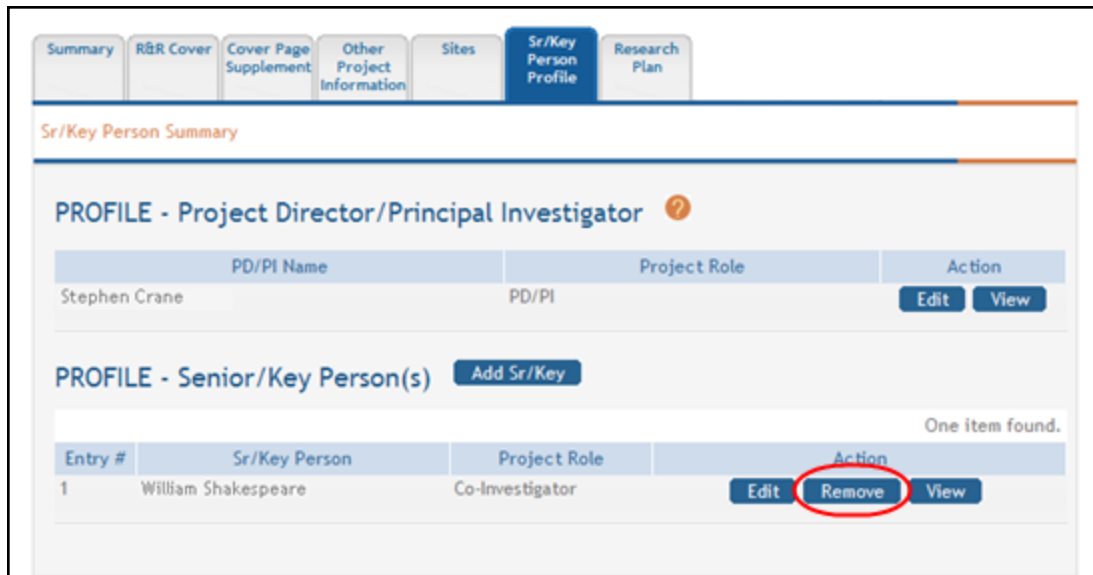 Summary R&R Cover Cover Page Supplement Other Project Information Sites Sr/Key Person Profile Research Plan
Sr/Key Person Summary
PROFILE - Project Director/Principal Investigator ?
PD/PI Name Project Role Action
Stephen Crane PD/PI Edit View
PROFILE - Senior/Key Person(s) Add Sr/Key
One item found.
Entry # Sr/Key Person Project Role Action
1 William Shakespeare Co-Investigator Edit Remove View